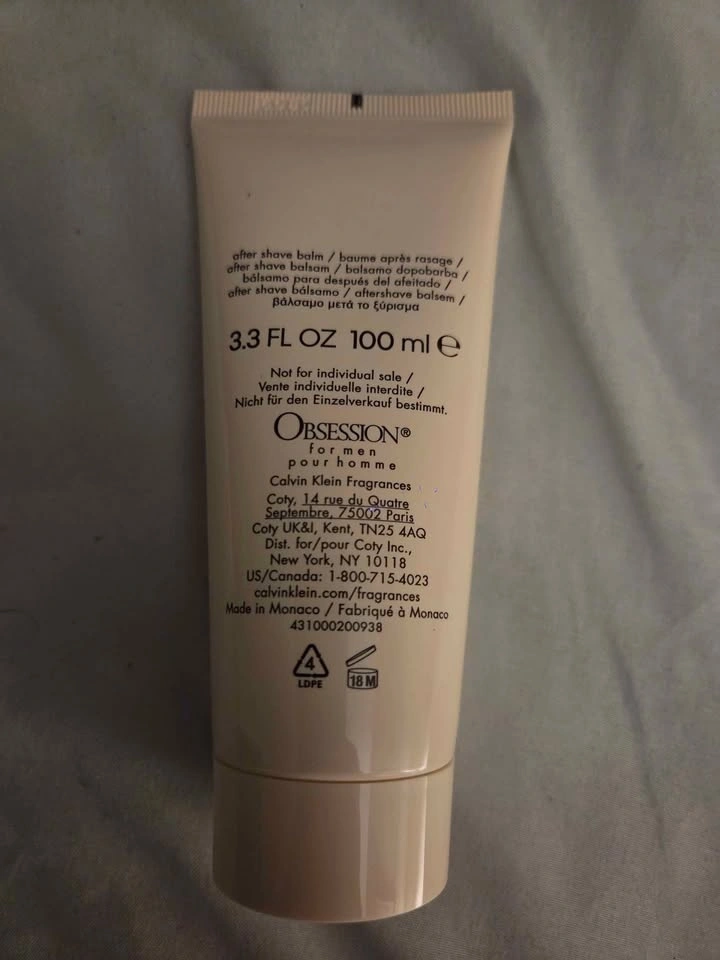 after shave balm / baume après rasage /
after shave balsam / balsamo dopobarba /
bálsamo para después del afeitado /
after shave bálsamo / aftershave balsem /
βάλσαμο μετά το ξύρισμα
3.3 FL OZ 100 ml ℮
Not for individual sale /
Vente individuelle interdite /
Nicht für den Einzelverkauf bestimmt.
OBSESSION®
for men
pour homme
Calvin Klein Fragrances
Coty, 14 rue du Quatre
Septembre, 75002 Paris
Coty UK&I, Kent, TN25 4AQ
Dist. for/pour Coty Inc.,
New York, NY 10118
US/Canada: 1-800-715-4023
calvinklein.com/fragrances
Made in Monaco / Fabriqué à Monaco
431000200938
4
LDPE
18 M